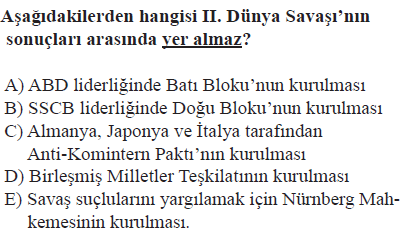 Aşağıdakilerden hangisi II. Dünya Savaşı’nın
sonuçları arasında yer almaz?
A) ABD liderliğinde Batı Bloku’nun kurulması
B) SSCB liderliğinde Doğu Bloku’nun kurulması
C) Almanya, Japonya ve İtalya tarafından
Anti-Komintern Paktı’nın kurulması
D) Birleşmiş Milletler Teşkilatının kurulması
E) Savaş suçlularını yargılamak için Nürnberg Mah-
kemesinin kurulması.